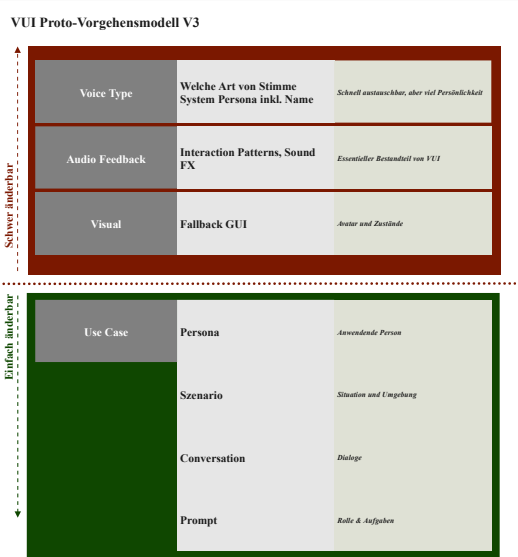 VUI Proto-Vorgehensmodell V3
Schwer änderbar
Voice Type
Welche Art von Stimme
System Persona inkl. Name
Schnell austauschbar, aber viel Persönlichkeit
Audio Feedback
Interaction Patterns, Sound
FX
Essentieller Bestandteil von VUI
Visual
Fallback GUI
Avatar und Zustände
Einfach änderbar
Use Case
Persona
Anwendende Person
Szenario
Situation und Umgebung
Conversation
Dialoge
Prompt
Rolle & Aufgaben